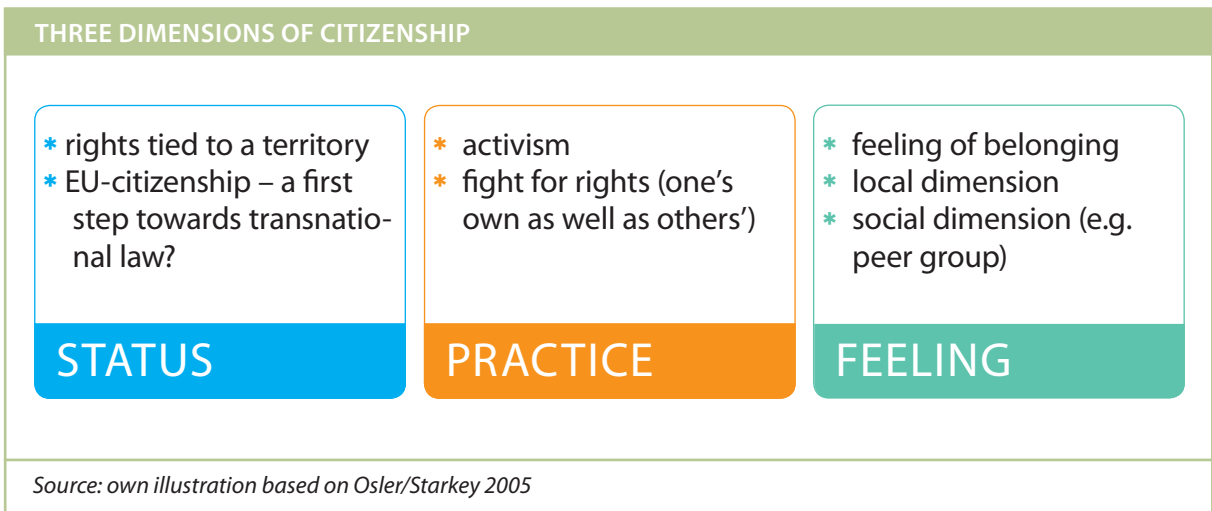 THREE DIMENSIONS OF CITIZENSHIP
* rights tied to a territory
* EU-citizenship – a first
step towards transnatio-
nal law?
STATUS
* activism
* fight for rights (one’s
own as well as others’)
PRACTICE
* feeling of belonging
* local dimension
* social dimension (e.g.
peer group)
FEELING
Source: own illustration based on Osler/Starkey 2005